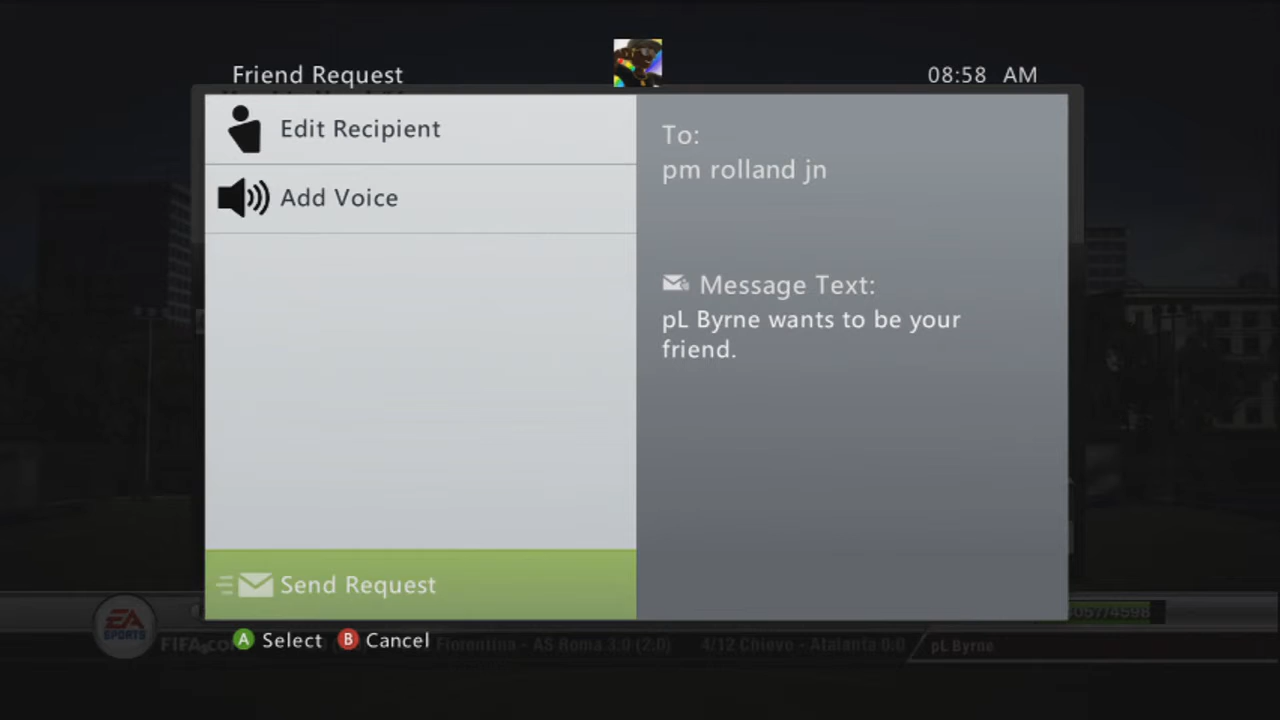 Friend Request
08:58 AM
Edit Recipient
Add Voice
To:
pm rolland jn
Message Text:
pL Byrne wants to be your
friend.
Send Request
A Select B Cancel
EA
SPORTS
Fiorentina - AS Roma 3:0 (2.0)
4/12 Chievo - Atalanta 0:0
pL Byrne